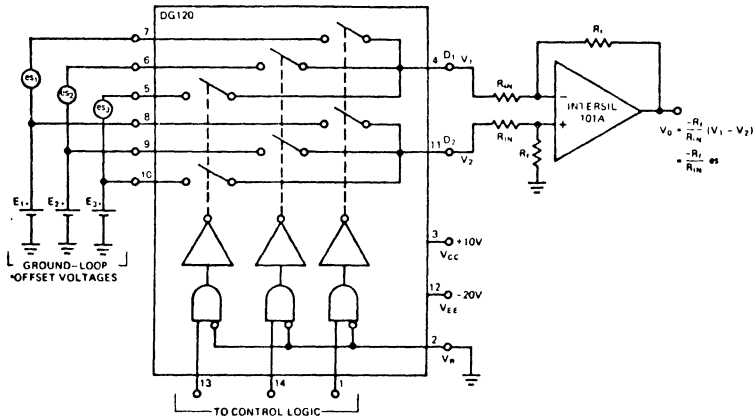 DG120
7
6
5
8
9
10
es1
es2
es3
E1+
E2+
E3+
GROUND-LOOP
*OFFSET VOLTAGES
4
D1
V1
11
D2
V2
RIN
RIN
Rf
Rf
−
+
INTERSIL
101A
VO = −Rf/RIN (V1 − V2)
= −Rf/RIN es
3
+10V
VCC
12
−20V
VEE
2
VR
13
14
1
TO CONTROL LOGIC